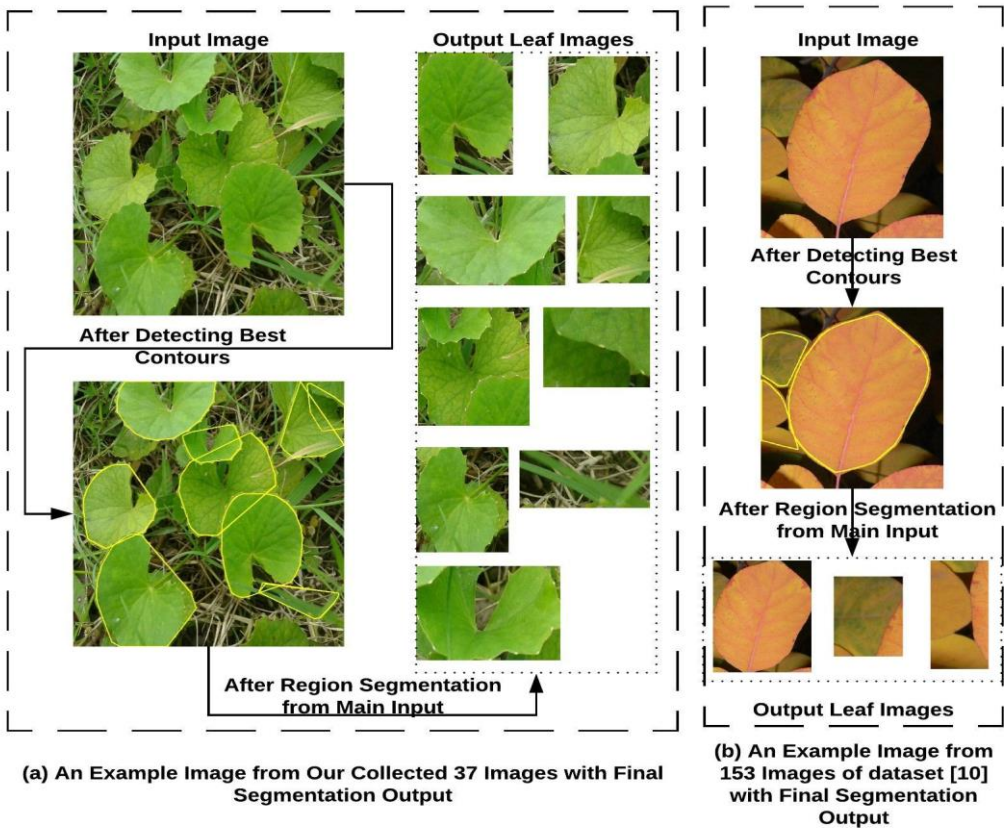 Input Image
Output Leaf Images
After Detecting Best
Contours
After Region Segmentation
from Main Input
(a) An Example Image from Our Collected 37 Images with Final
Segmentation Output
Input Image
After Detecting Best
Contours
After Region Segmentation
from Main Input
Output Leaf Images
(b) An Example Image from
153 Images of dataset [10]
with Final Segmentation
Output